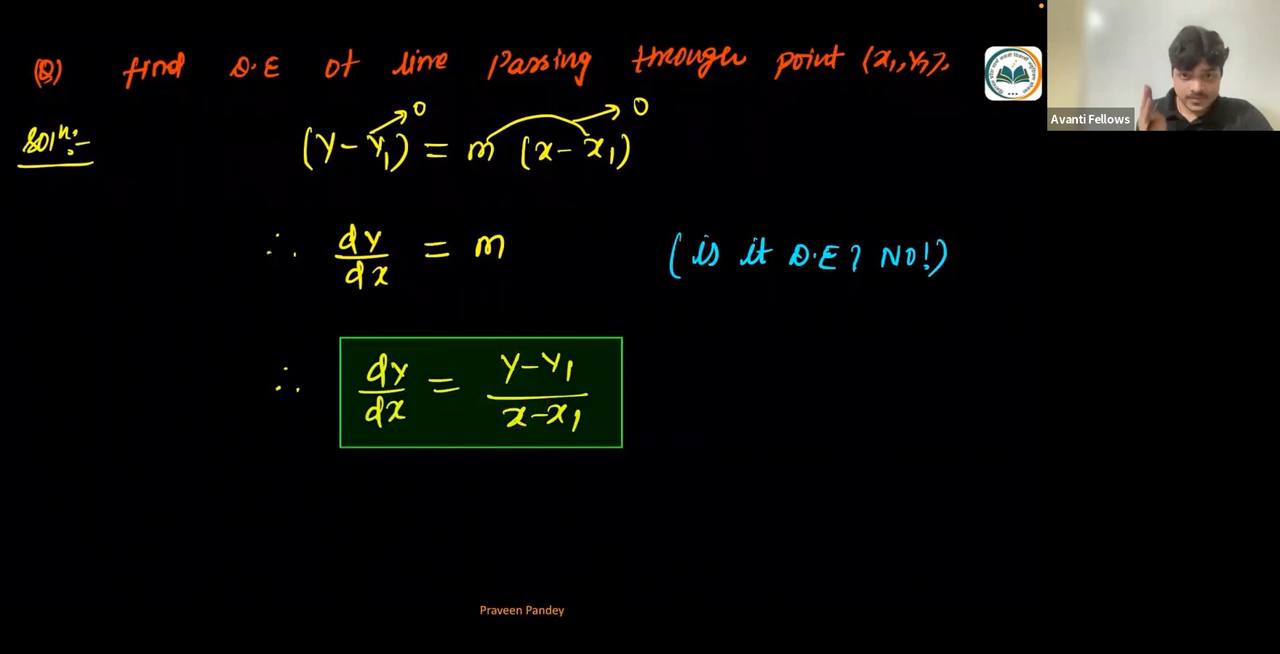 (Q) find D.E of line passing through point (x₁,y₁).
Solⁿ:-
0 0
(y-y₁) = m (x-x₁)
∴ dy/dx = m (is it D.E? NO!)
∴ dy/dx = y-y₁/x-x₁
Avanti Fellows
Praveen Pandey